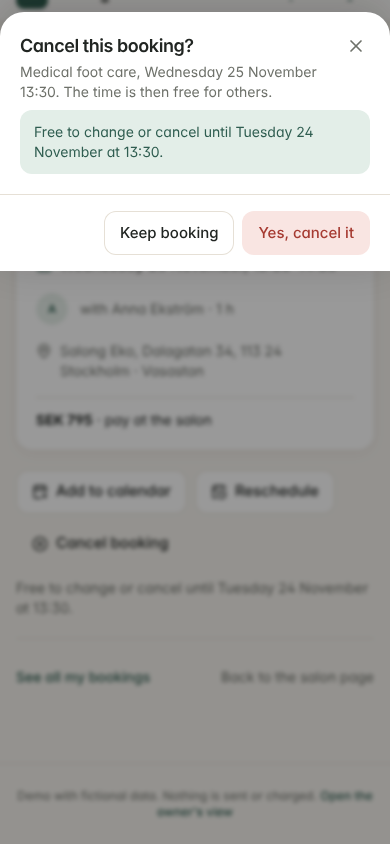 Cancel this booking?
Medical foot care, Wednesday 25 November
13:30. The time is then free for others.
Free to change or cancel until Tuesday 24
November at 13:30.
Keep booking
Yes, cancel it
A
with Anna Ekström · 1 h
Salong Eko, Dalagatan 34, 113 24
Stockholm · Vasastan
SEK 795 · pay at the salon
Add to calendar
Reschedule
Cancel booking
Free to change or cancel until Tuesday 24 November
at 13:30.
See all my bookings
Back to the salon page
Demo with fictional data. Nothing is sent or charged. Open the
owner's view